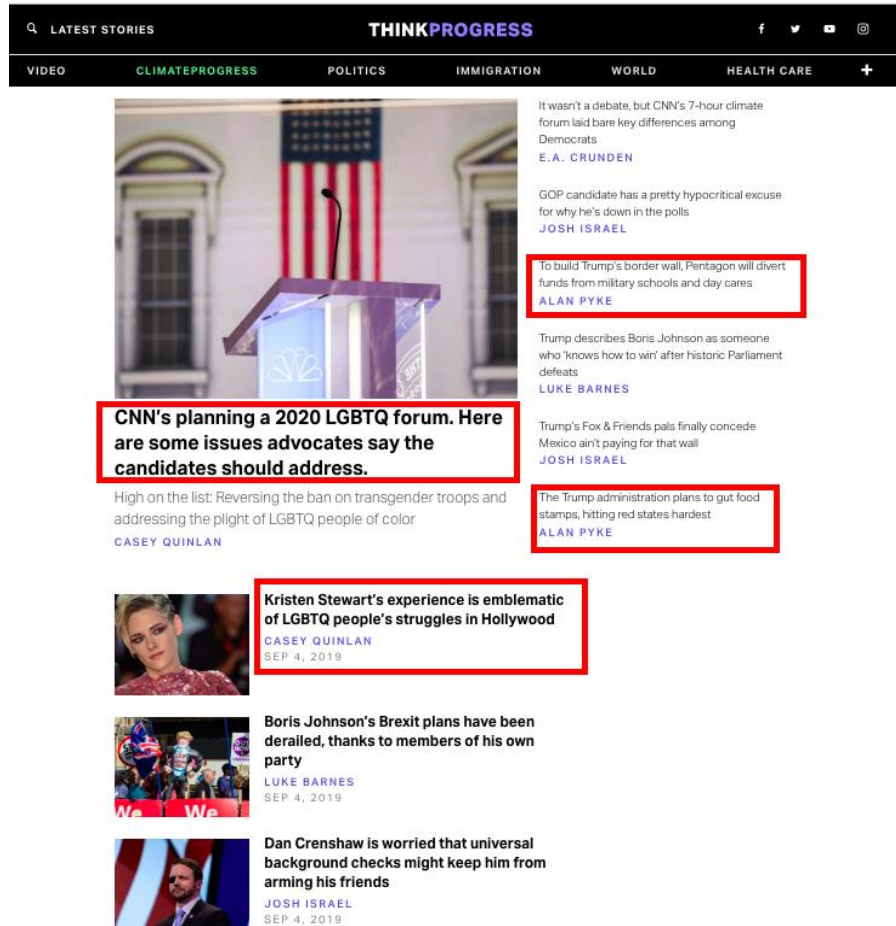 LATEST STORIES
THINKPROGRESS
VIDEO
CLIMATEPROGRESS
POLITICS
IMMIGRATION
WORLD
HEALTH CARE
CNN's planning a 2020 LGBTQ forum. Here
are some issues advocates say the
candidates should address.
High on the list: Reversing the ban on transgender troops and
addressing the plight of LGBTQ people of color
CASEY QUINLAN
It wasn't a debate, but CNN's 7-hour climate
forum laid bare key differences among
Democrats
E.A. CRUNDEN
GOP candidate has a pretty hypocritical excuse
for why he's down in the polls
JOSH ISRAEL
To build Trump's border wall, Pentagon will divert
funds from military schools and day cares
ALAN PYKE
Trump describes Boris Johnson as someone
who 'knows how to win' after historic Parliament
defeats
LUKE BARNES
Trump's Fox & Friends pals finally concede
Mexico ain't paying for that wall
JOSH ISRAEL
The Trump administration plans to gut food
stamps, hitting red states hardest
ALAN PYKE
Kristen Stewart's experience is emblematic
of LGBTQ people's struggles in Hollywood
CASEY QUINLAN
SEP 4, 2019
We We
Boris Johnson's Brexit plans have been
derailed, thanks to members of his own
party
LUKE BARNES
SEP 4, 2019
Dan Crenshaw is worried that universal
background checks might keep him from
arming his friends
JOSH ISRAEL
SEP 4, 2019